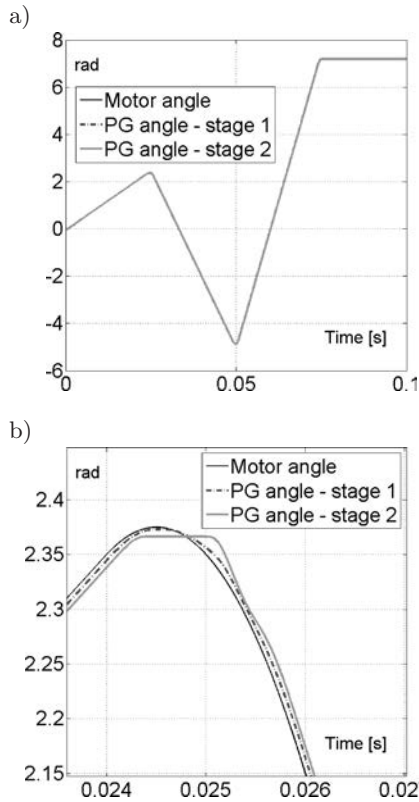 a)
8
rad
6
Motor angle
PG angle - stage 1
4
PG angle - stage 2
2
0
-2
-4
Time [s]
-6
0
0.05
0.1
b)
2.4
rad
Motor angle
PG angle - stage 1
PG angle - stage 2
2.35
2.3
2.25
2.2
Time [s]
2.15
0.024
0.025
0.026
0.02